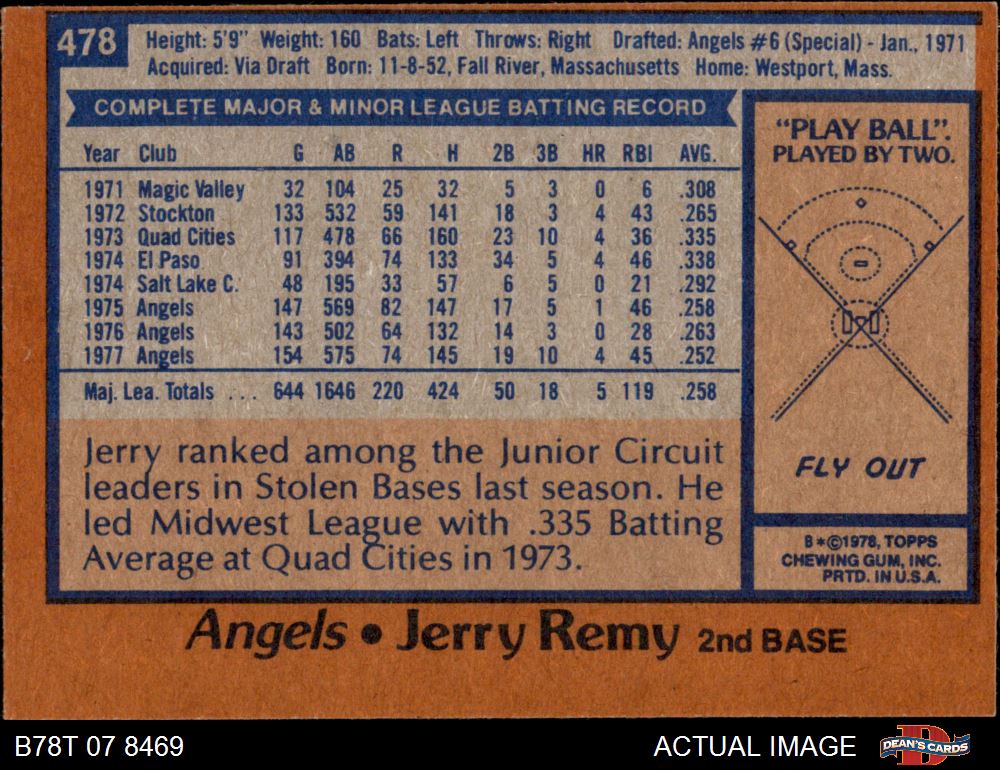 478
Height: 5'9" Weight: 160 Bats: Left Throws: Right Drafted: Angels #6 (Special) - Jan., 1971
Acquired: Via Draft Born: 11-8-52, Fall River, Massachusetts Home: Westport, Mass.
COMPLETE MAJOR & MINOR LEAGUE BATTING RECORD
Year Club G AB R H 2B 3B HR RBI AVG.
1971 Magic Valley 32 104 25 32 5 3 0 6 .308
1972 Stockton 133 532 59 141 18 3 4 43 .265
1973 Quad Cities 117 478 66 160 23 10 4 36 .335
1974 El Paso 91 394 74 133 34 5 4 46 .338
1974 Salt Lake C. 48 195 33 57 6 5 0 21 .292
1975 Angels 147 569 82 147 17 5 1 46 .258
1976 Angels 143 502 64 132 14 3 0 28 .263
1977 Angels 154 575 74 145 19 10 4 45 .252
Maj. Lea. Totals ... 644 1646 220 424 50 18 5 119 .258
Jerry ranked among the Junior Circuit
leaders in Stolen Bases last season. He
led Midwest League with .335 Batting
Average at Quad Cities in 1973.
"PLAY BALL".
PLAYED BY TWO.
FLY OUT
B*©1978, TOPPS
CHEWING GUM, INC.
PRTD. IN U.S.A.
Angels • Jerry Remy 2nd BASE
B78T 07 8469
ACTUAL IMAGE
D
DEAN'S CARDS